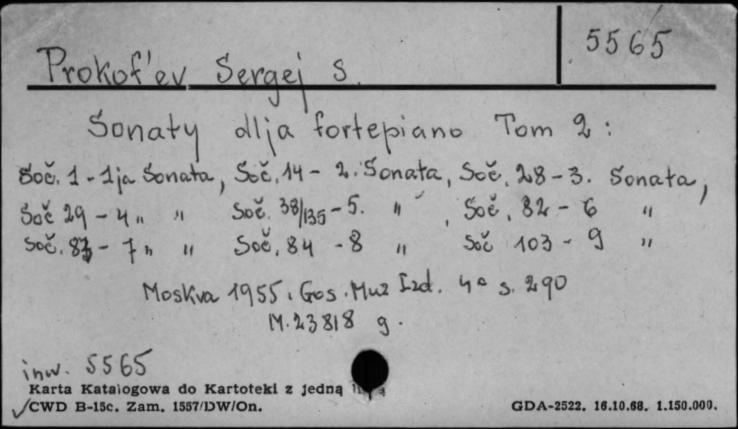 5565
Prokof'ev Sergej S.
Sonaty dlja fortepiano Tom 2:
Soč. 1 - 1ja Sonata, Soč. 14 - 2. Sonata, Soč. 28 - 3. Sonata,
Soč 29 - 4 " " Soč. 38/135 - 5. " , Soč. 82 - 6 "
Soč. 83 - 7 " " Soč. 84 - 8 " Soč 103 - 9 "
Moskva 1955. Gos. Muz Izd. 4° s. 290
M. 23818 g.
inw. 5565
Karta Katalogowa do Kartoteki z jedną
✓CWD B-15c. Zam. 1557/DW/On. GDA-2522. 16.10.68. 1.150.000.